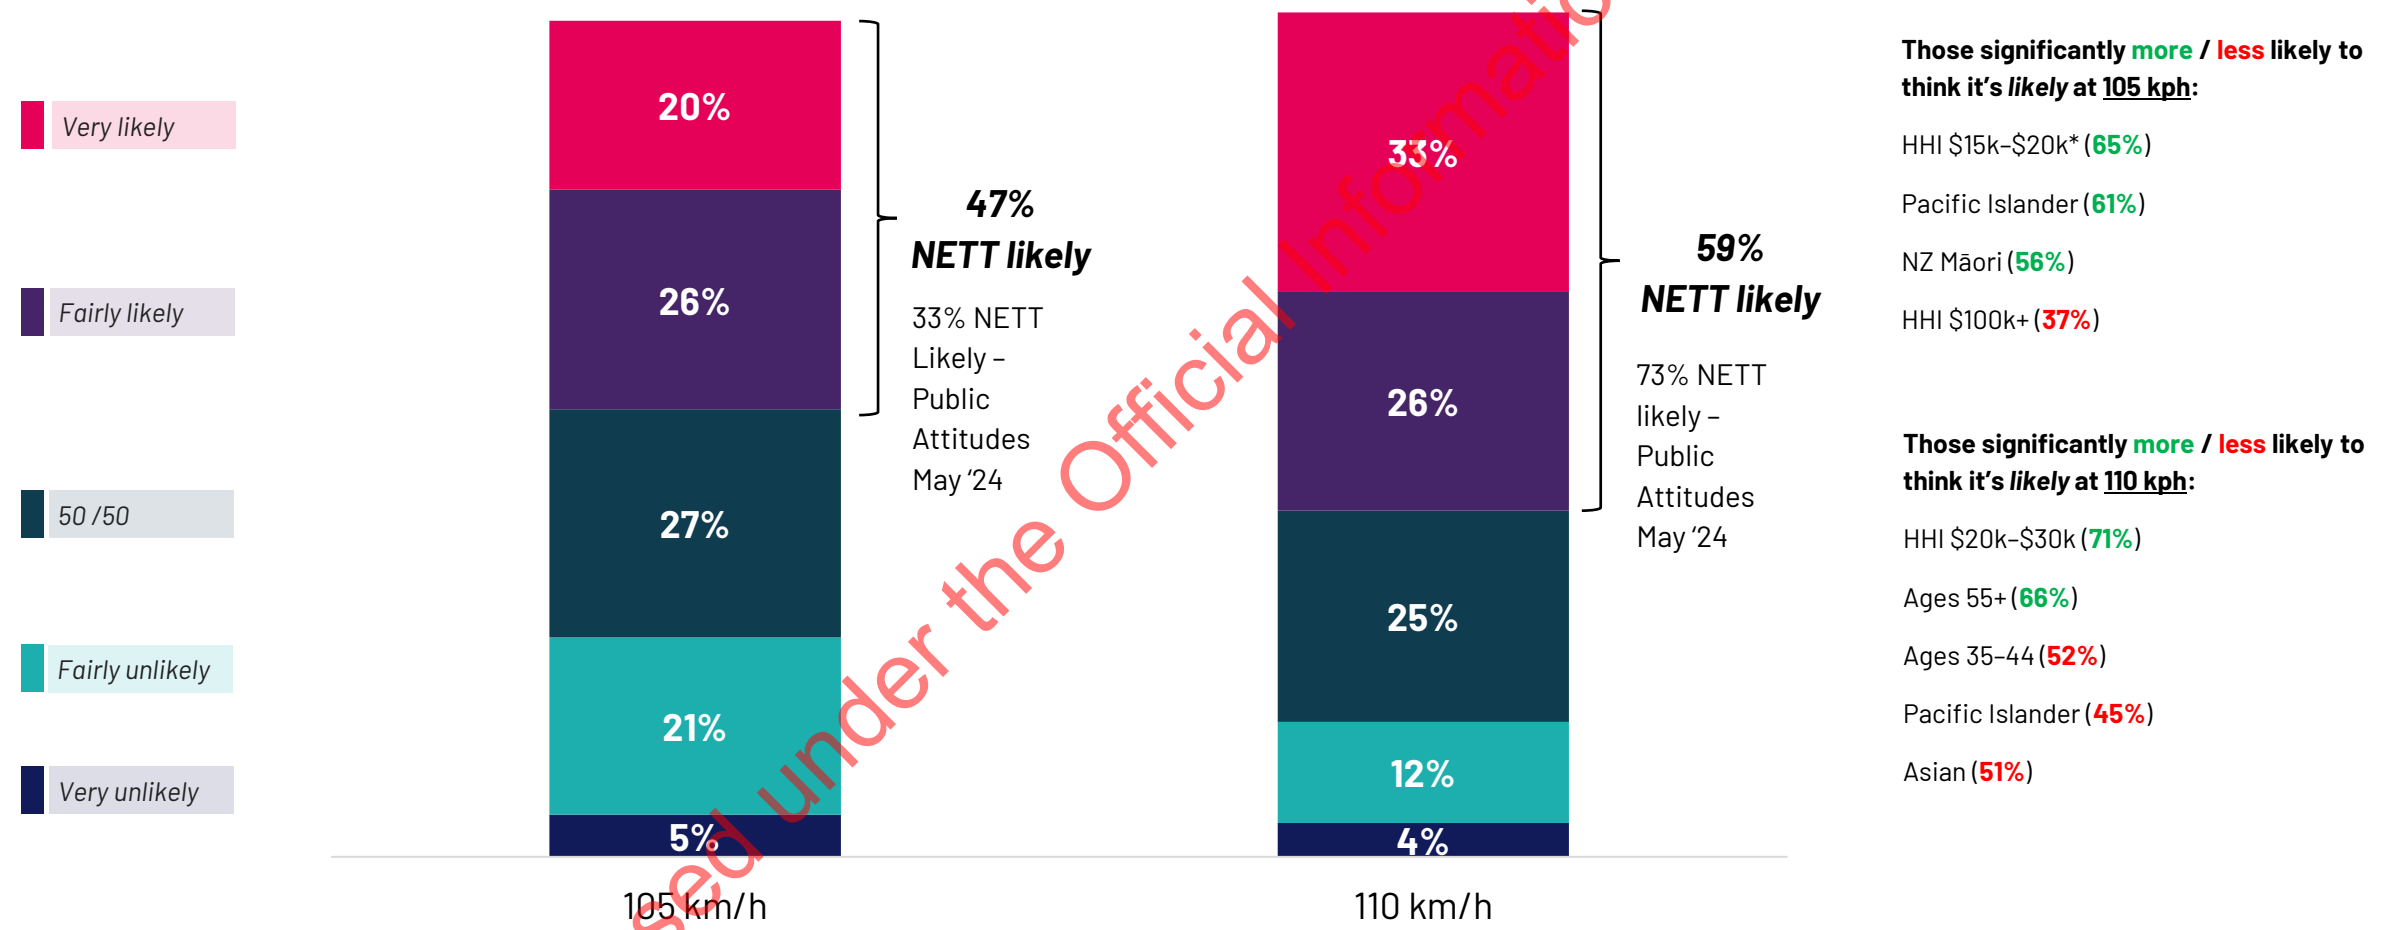 Very likely
Fairly likely
50 /50
Fairly unlikely
Very unlikely
20%
26%
27%
21%
5%
105 km/h
47%
NETT likely
33% NETT
Likely –
Public
Attitudes
May ‘24
33%
26%
25%
12%
4%
110 km/h
59%
NETT likely
73% NETT
likely –
Public
Attitudes
May ‘24
Those significantly more / less likely to
think it’s likely at 105 kph:
HHI $15k–$20k* (65%)
Pacific Islander (61%)
NZ Māori (56%)
HHI $100k+ (37%)
Those significantly more / less likely to
think it’s likely at 110 kph:
HHI $20k–$30k (71%)
Ages 55+ (66%)
Ages 35–44 (52%)
Pacific Islander (45%)
Asian (51%)
under the Official